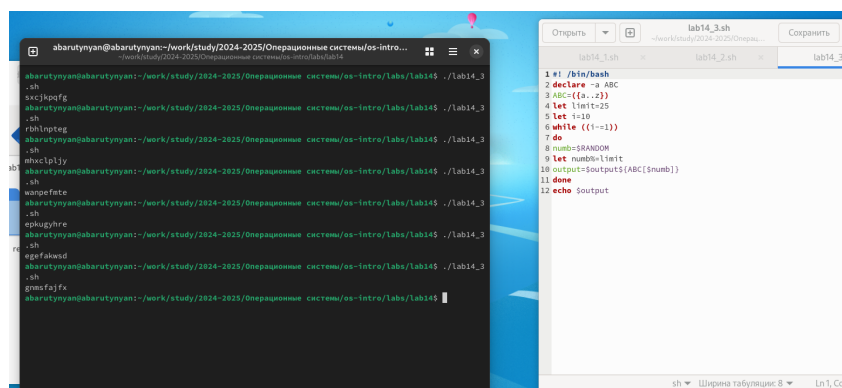 abarutynyan@abarutynyan:~/work/study/2024-2025/Операционные системы/os-intro...
~/work/study/2024-2025/Операционные системы/os-intro/labs/lab14
abarutynyan@abarutynyan:~/work/study/2024-2025/Операционные системы/os-intro/labs/lab14$ ./lab14_3
.sh
sxcjkpqfg
abarutynyan@abarutynyan:~/work/study/2024-2025/Операционные системы/os-intro/labs/lab14$ ./lab14_3
.sh
rbhlnpteg
abarutynyan@abarutynyan:~/work/study/2024-2025/Операционные системы/os-intro/labs/lab14$ ./lab14_3
.sh
mhxclpljy
abarutynyan@abarutynyan:~/work/study/2024-2025/Операционные системы/os-intro/labs/lab14$ ./lab14_3
.sh
wanpefmte
abarutynyan@abarutynyan:~/work/study/2024-2025/Операционные системы/os-intro/labs/lab14$ ./lab14_3
.sh
epkugyhre
abarutynyan@abarutynyan:~/work/study/2024-2025/Операционные системы/os-intro/labs/lab14$ ./lab14_3
.sh
egefakwsd
abarutynyan@abarutynyan:~/work/study/2024-2025/Операционные системы/os-intro/labs/lab14$ ./lab14_3
.sh
gnmsfajfx
abarutynyan@abarutynyan:~/work/study/2024-2025/Операционные системы/os-intro/labs/lab14$
Открыть
lab14_3.sh
~/work/study/2024-2025/Операц...
Сохранить
lab14_1.sh
lab14_2.sh
lab14_3
1 #! /bin/bash
2 declare -a ABC
3 ABC=({a..z})
4 let limit=25
5 let i=10
6 while ((i-=1))
7 do
8 numb=$RANDOM
9 let numb%=limit
10 output=$output${ABC[$numb]}
11 done
12 echo $output
sh Ширина табуляции: 8 Ln 1, Co